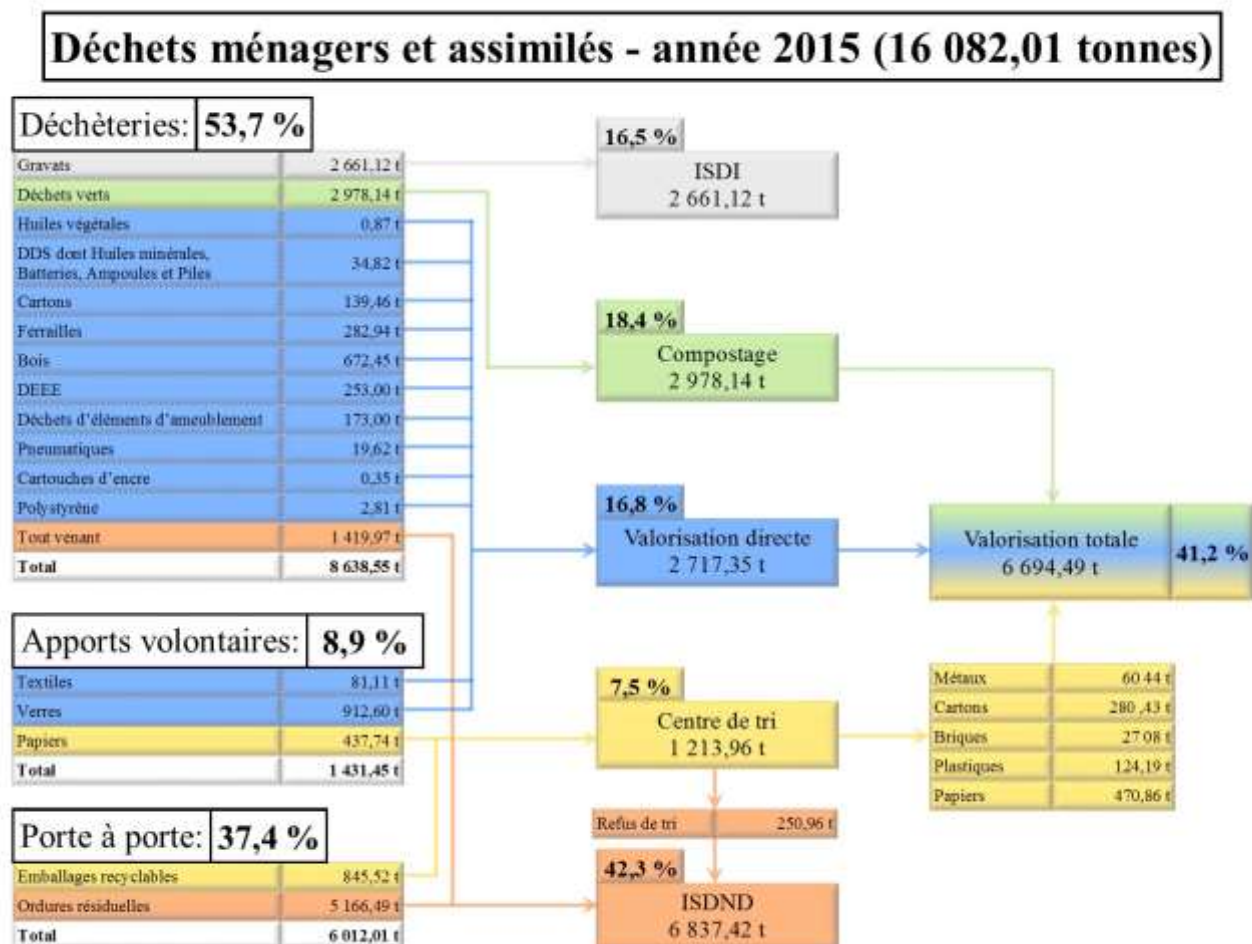 Déchets ménagers et assimilés - année 2015 (16 082,01 tonnes)
Déchèteries: 53,7 %
Gravats 2 661,12 t
Déchets verts 2 978,14 t
Huiles végétales 0,87 t
DDS dont Huiles minérales,
Batteries, Ampoules et Piles 34,82 t
Cartons 139,46 t
Ferrailles 282,94 t
Bois 672,45 t
DEEE 253,00 t
Déchets d'éléments d'ameublement 173,00 t
Pneumatiques 19,62 t
Cartouches d'encre 0,35 t
Polystyrène 2,81 t
Tout venant 1 419,97 t
Total 8 638,55 t
Apports volontaires: 8,9 %
Textiles 81,11 t
Verres 912,60 t
Papiers 437,74 t
Total 1 431,45 t
Porte à porte: 37,4 %
Emballages recyclables 845,52 t
Ordures résiduelles 5 166,49 t
Total 6 012,01 t
16,5 %
ISDI
2 661,12 t
18,4 %
Compostage
2 978,14 t
16,8 %
Valorisation directe
2 717,35 t
7,5 %
Centre de tri
1 213,96 t
Refus de tri 250,96 t
42,3 %
ISDND
6 837,42 t
Valorisation totale
6 694,49 t
41,2 %
Métaux 60 44 t
Cartons 280 ,43 t
Briques 27 08 t
Plastiques 124,19 t
Papiers 470,86 t